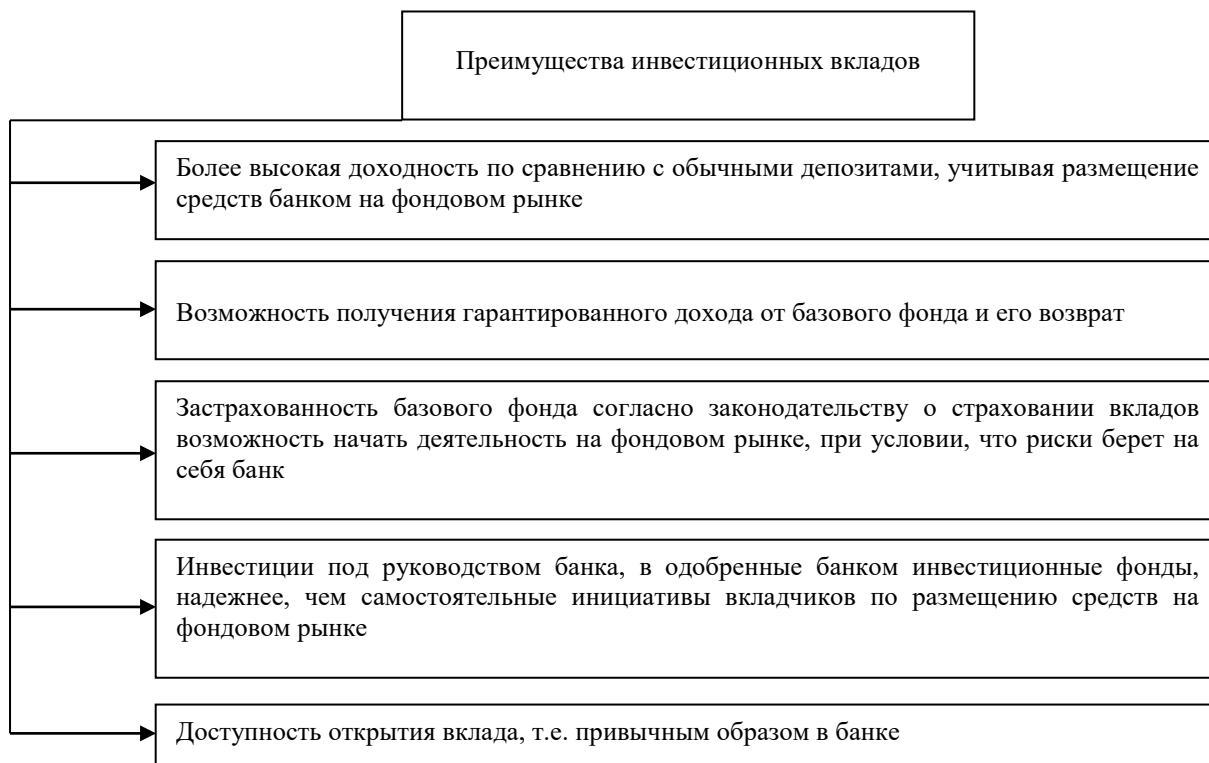 Преимущества инвестиционных вкладов
Более высокая доходность по сравнению с обычными депозитами, учитывая размещение
средств банком на фондовом рынке
Возможность получения гарантированного дохода от базового фонда и его возврат
Застрахованность базового фонда согласно законодательству о страховании вкладов
возможность начать деятельность на фондовом рынке, при условии, что риски берет на
себя банк
Инвестиции под руководством банка, в одобренные банком инвестиционные фонды,
надежнее, чем самостоятельные инициативы вкладчиков по размещению средств на
фондовом рынке
Доступность открытия вклада, т.е. привычным образом в банке